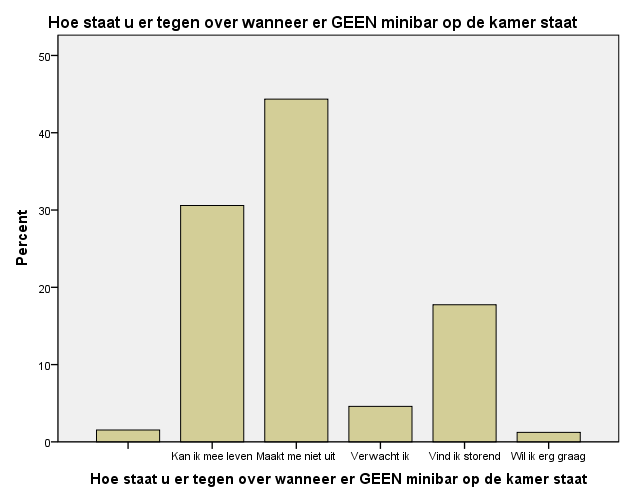 Hoe staat u er tegen over wanneer er GEEN minibar op de kamer staat
50
40
30
20
10
0
Percent
Kan ik mee leven Maakt me niet uit Verwacht ik Vind ik storend Wil ik erg graag
Hoe staat u er tegen over wanneer er GEEN minibar op de kamer staat